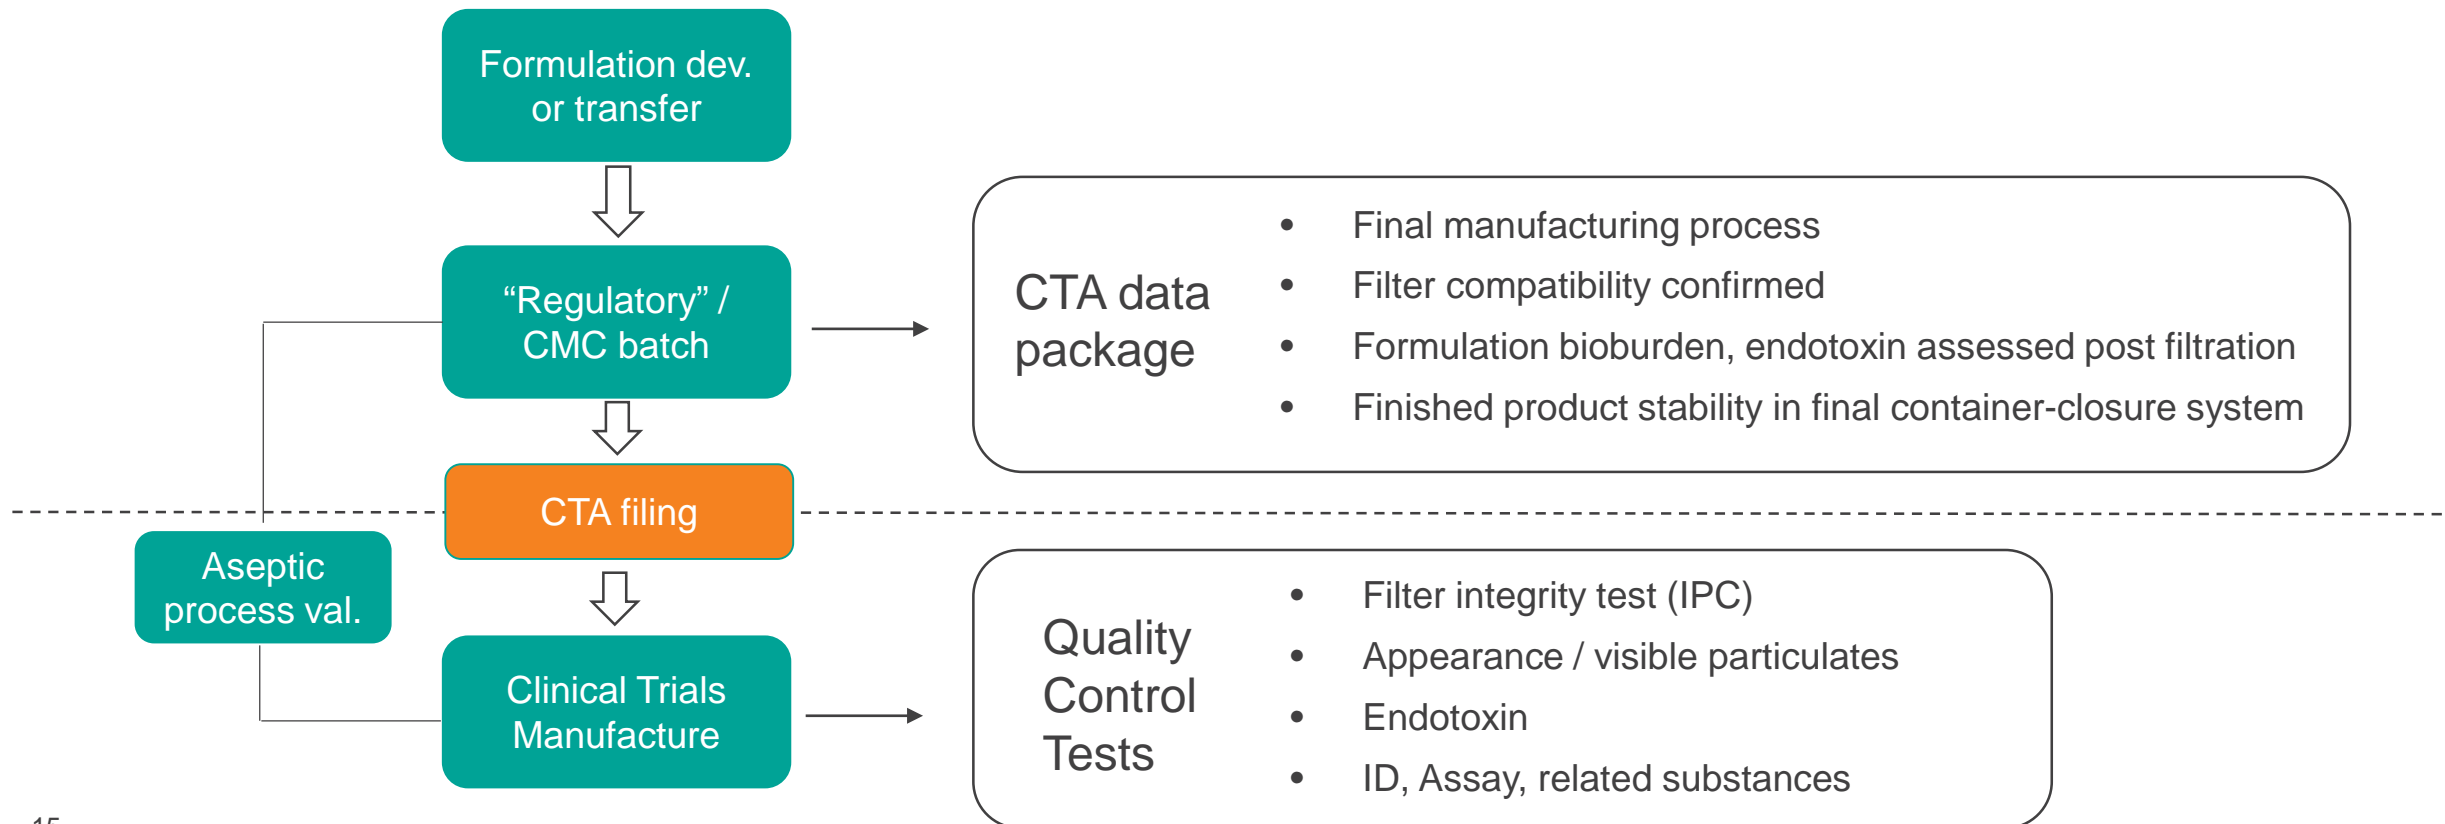 Formulation dev.
or transfer
“Regulatory” /
CMC batch
CTA data
package
• Final manufacturing process
• Filter compatibility confirmed
• Formulation bioburden, endotoxin assessed post filtration
• Finished product stability in final container-closure system
CTA filing
Aseptic
process val.
Clinical Trials
Manufacture
Quality
Control
Tests
• Filter integrity test (IPC)
• Appearance / visible particulates
• Endotoxin
• ID, Assay, related substances
15